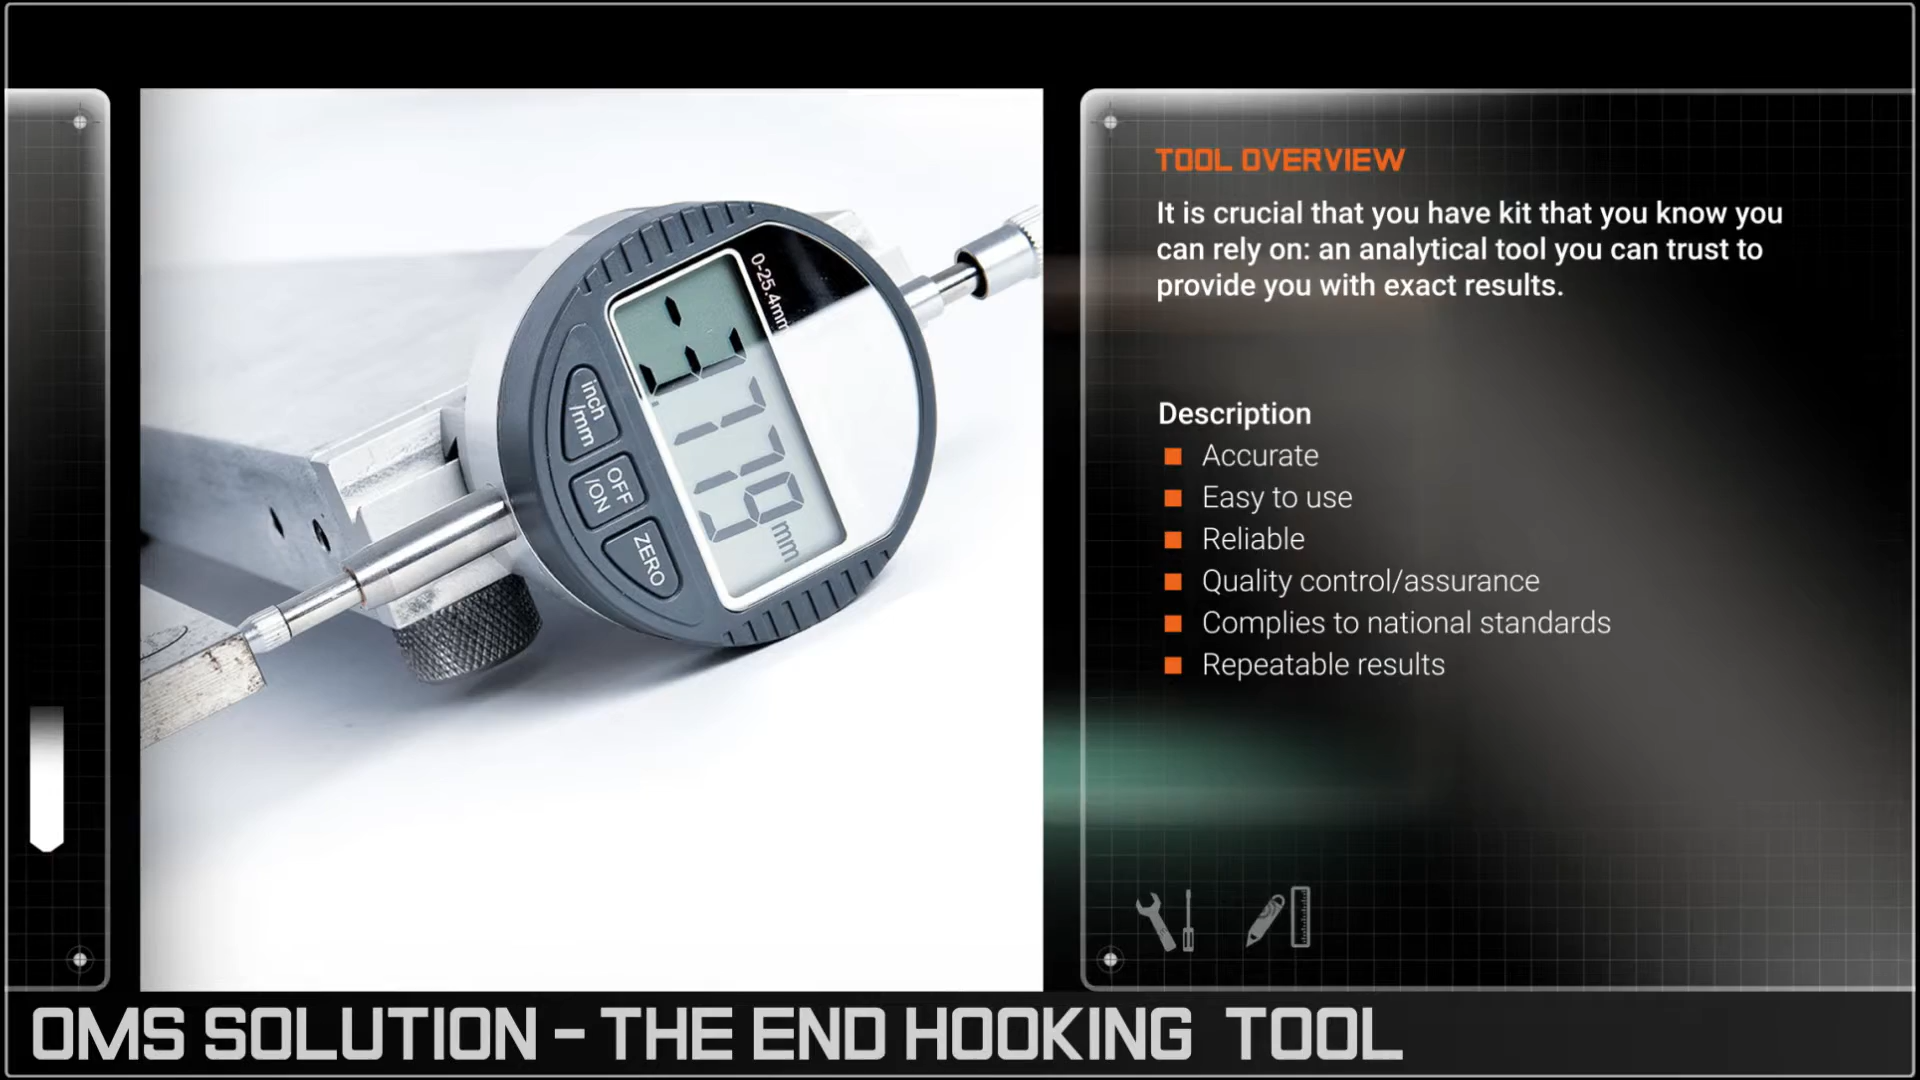 TOOL OVERVIEW
It is crucial that you have kit that you know you
can rely on: an analytical tool you can trust to
provide you with exact results.
Description
Accurate
Easy to use
Reliable
Quality control/assurance
Complies to national standards
Repeatable results
0-25.4mm
inch
/mm
OFF
/ON
ZERO
mm
OMS SOLUTION - THE END HOOKING TOOL